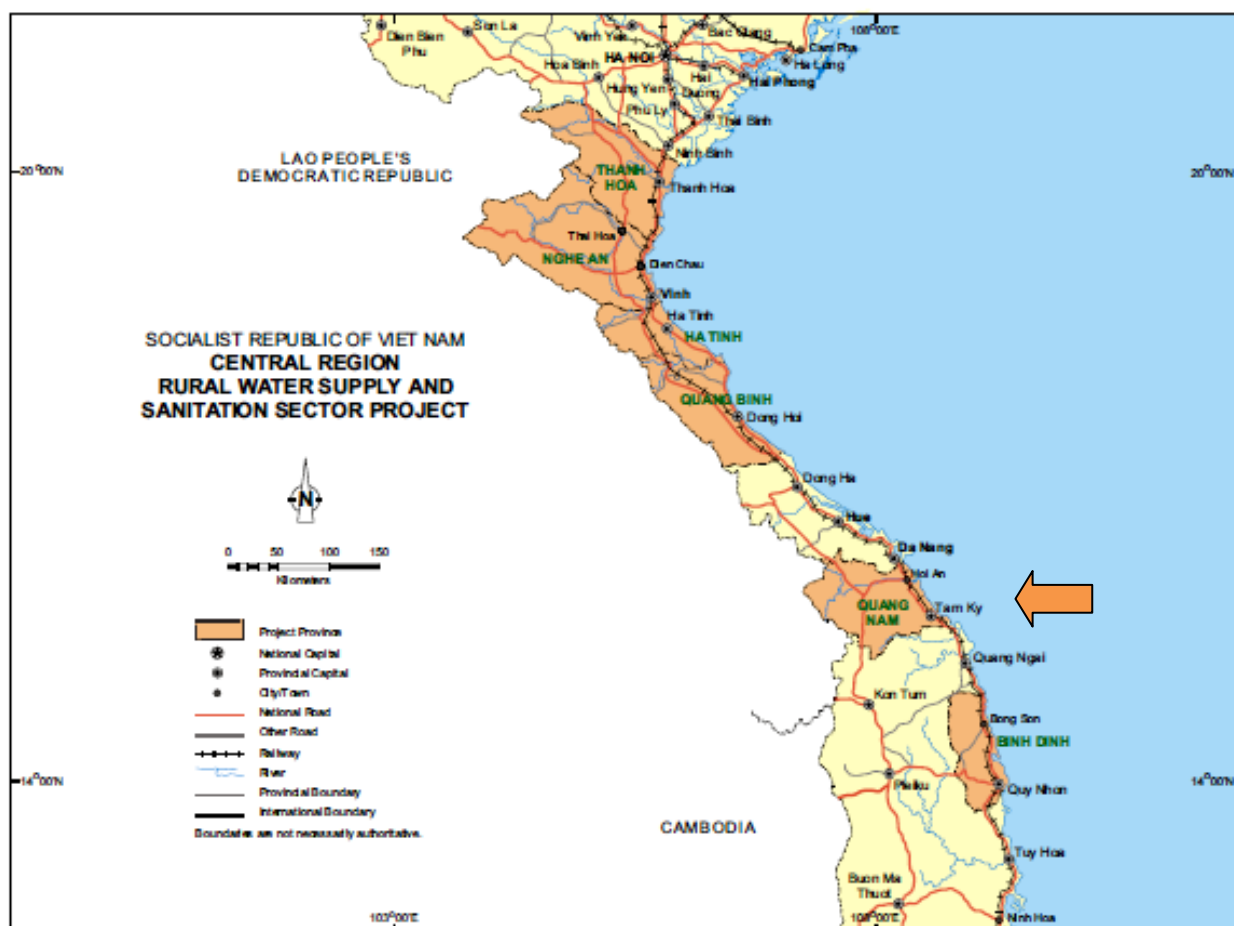 Dien Bien
Phu
Son La
Vinh Yen
Bac Giang
108°00'E
HA NOI
Cam Pha
Ha Long
Hoa Binh
Hai
Duong
Hai Phong
Hung Yen
Phu Ly
Thai Binh
Ninh Binh
LAO PEOPLE'S
DEMOCRATIC REPUBLIC
20°00'N
20°00'N
THANH
HOA
Thanh Hoa
Thai Hoa
NGHE AN
Dien Chau
Vinh
Ha Tinh
HA TINH
SOCIALIST REPUBLIC OF VIET NAM
CENTRAL REGION
RURAL WATER SUPPLY AND
SANITATION SECTOR PROJECT
QUANG BINH
Dong Hoi
N
Dong Ha
Hue
0 50 100 150
Kilometers
Da Nang
Hoi An
QUANG
NAM
Tam Ky
Project Province
National Capital
Provincial Capital
City/Town
National Road
Other Road
Railway
River
Provincial Boundary
International Boundary
Boundaries are not necessarily authoritative.
Quang Ngai
Kon Tum
Bong Son
BINH DINH
Pleiku
14°00'N
14°00'N
Quy Nhon
CAMBODIA
Tuy Hoa
Buon Ma
Thuot
103°00'E
108°00'E
Ninh Hoa